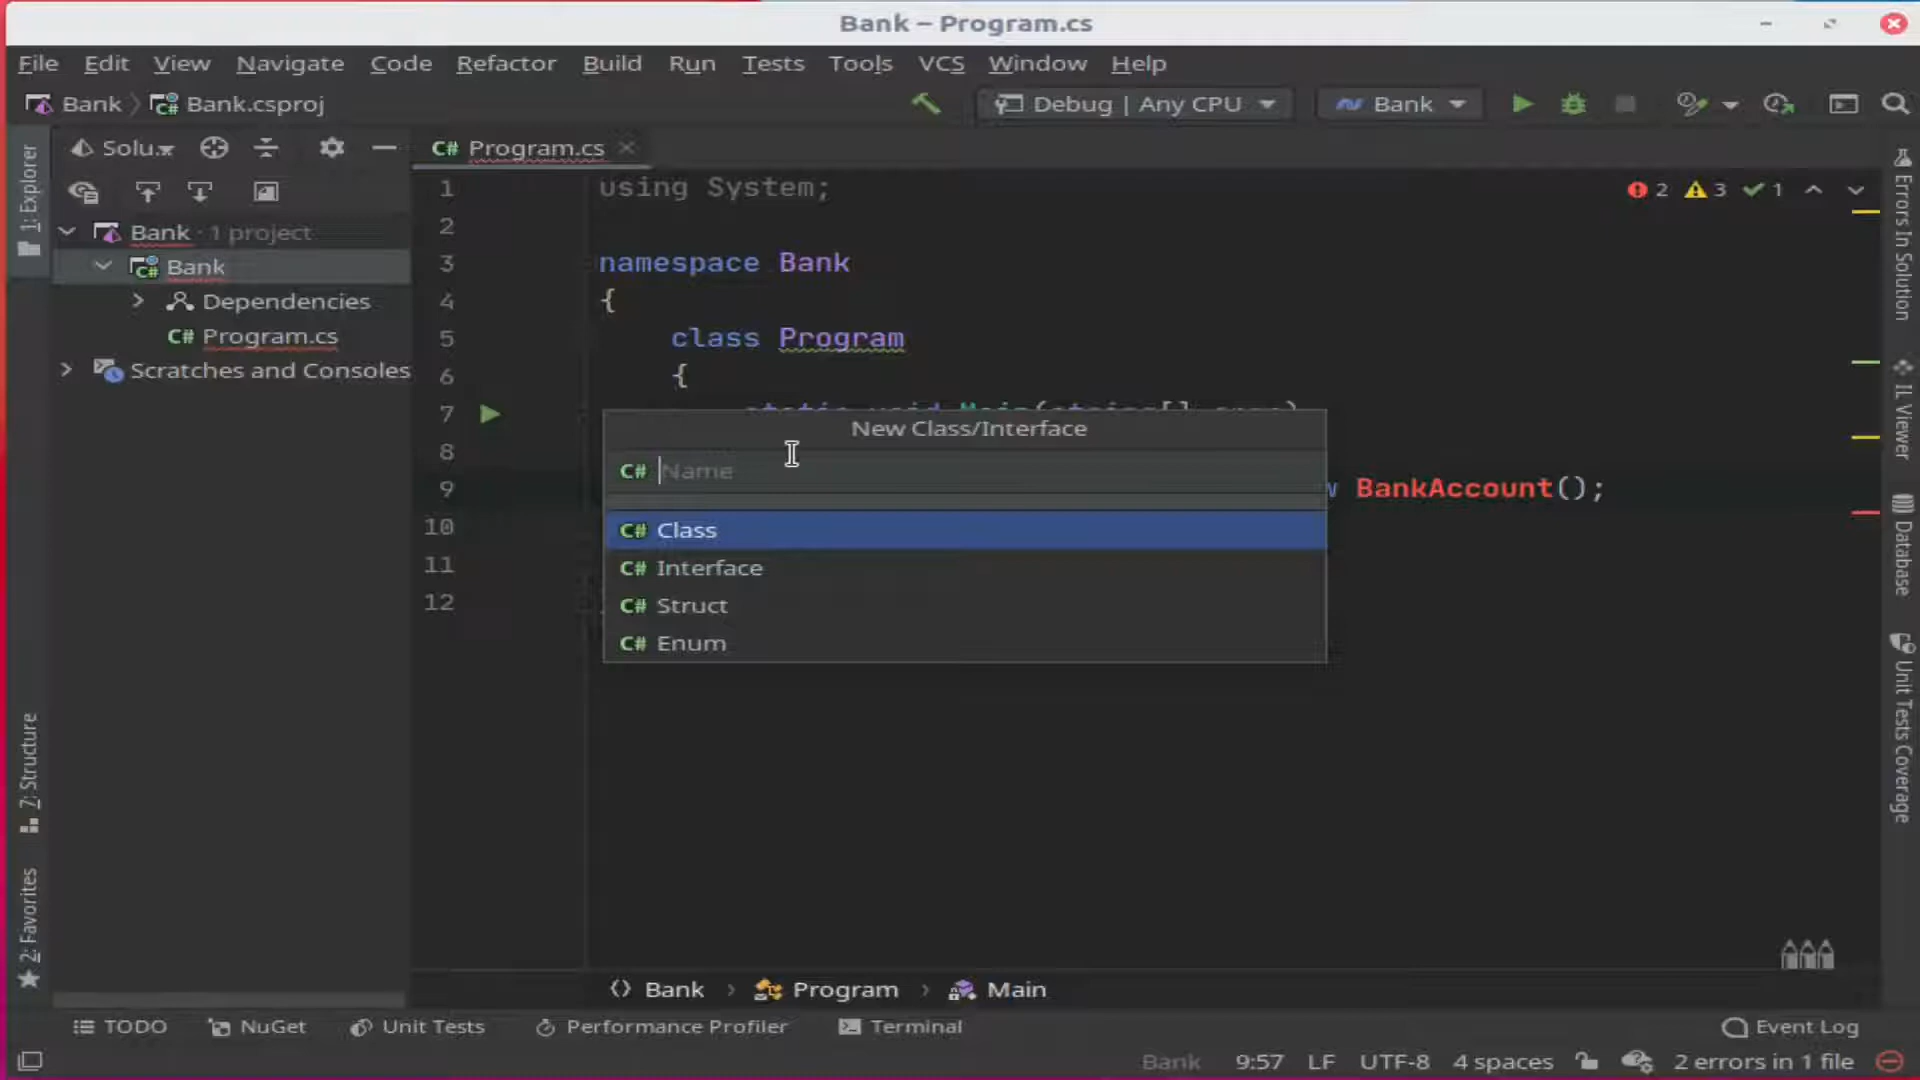 Bank – Program.cs
File Edit View Navigate Code Refactor Build Run Tests Tools VCS Window Help
Bank Bank.csproj Debug | Any CPU Bank
Solu... C# Program.cs
1: Explorer
Bank · 1 project
Bank
Dependencies
C# Program.cs
Scratches and Consoles
7: Structure
2: Favorites
1 using System;
2
3 namespace Bank
4 {
5 class Program
6 {
7 static void Main(string[] args)
8
9 BankAccount();
10
11
12
2 3 1
New Class/Interface
C# Name
C# Class
C# Interface
C# Struct
C# Enum
Errors In Solution
IL Viewer
Database
Unit Tests Coverage
Bank Program Main
TODO NuGet Unit Tests Performance Profiler Terminal Event Log
Bank 9:57 LF UTF-8 4 spaces 2 errors in 1 file